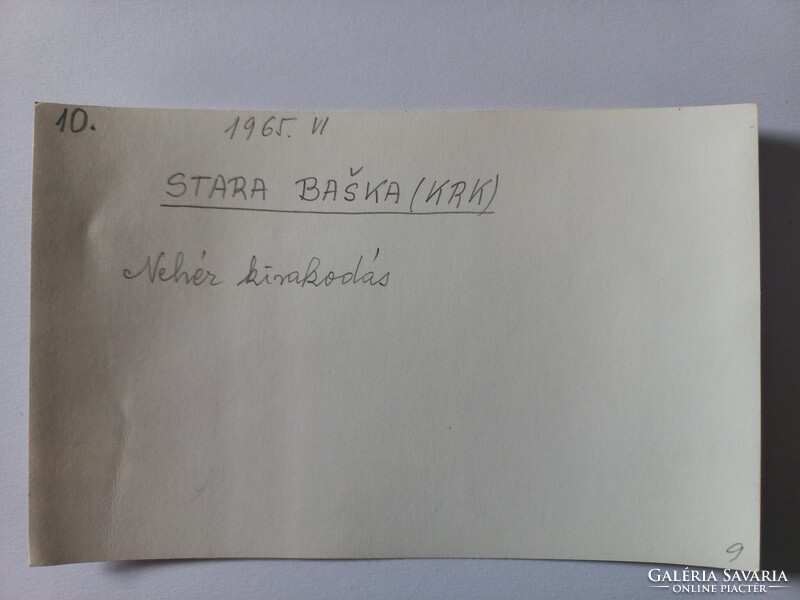 10.
1965. VI
STARA BAŠKA (KRK)
Nehéz kirakodás
9
GALÉRIA SAVARIA
ONLINE PIACTÉR